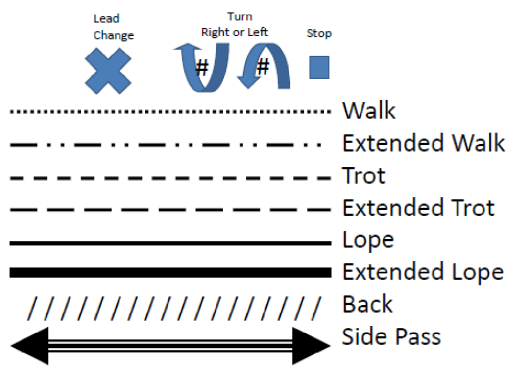 Lead
Change
Turn
Right or Left
Stop
# #
Walk
Extended Walk
Trot
Extended Trot
Lope
Extended Lope
Back
Side Pass